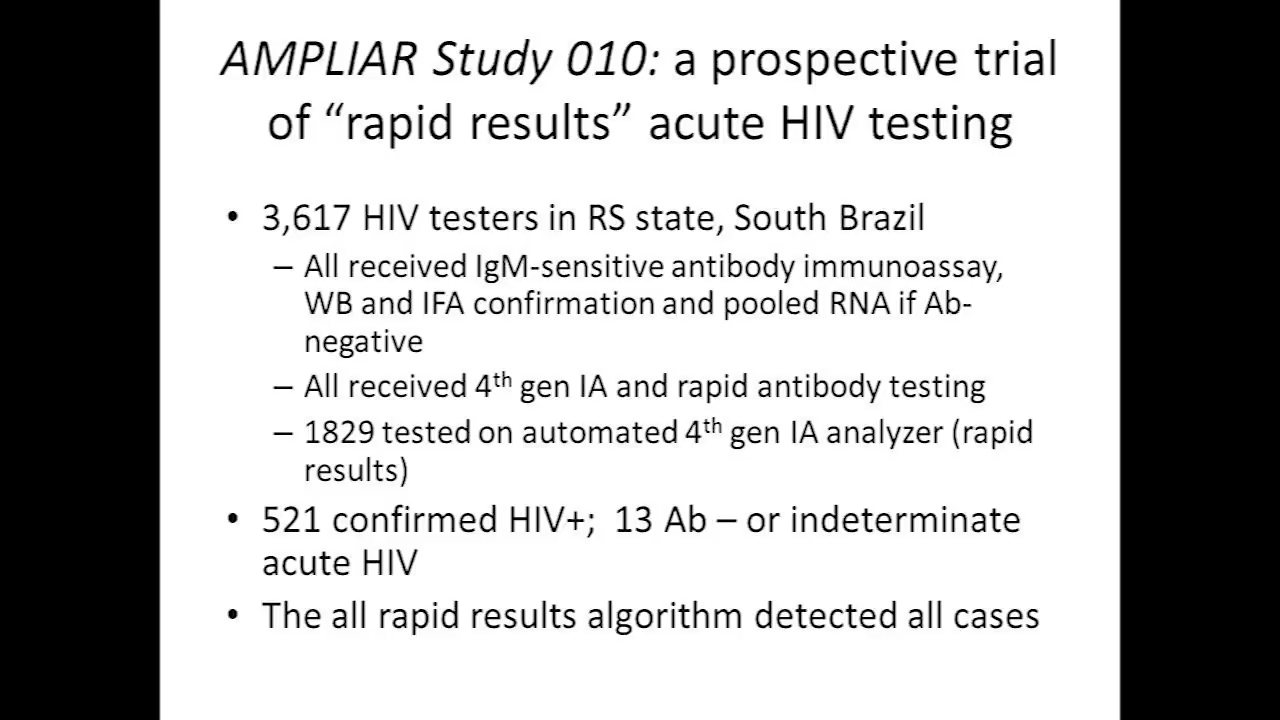 AMPLIAR Study 010: a prospective trial
of “rapid results” acute HIV testing
• 3,617 HIV testers in RS state, South Brazil
– All received IgM-sensitive antibody immunoassay,
WB and IFA confirmation and pooled RNA if Ab-
negative
– All received 4th gen IA and rapid antibody testing
– 1829 tested on automated 4th gen IA analyzer (rapid
results)
• 521 confirmed HIV+;  13 Ab – or indeterminate
acute HIV
• The all rapid results algorithm detected all cases